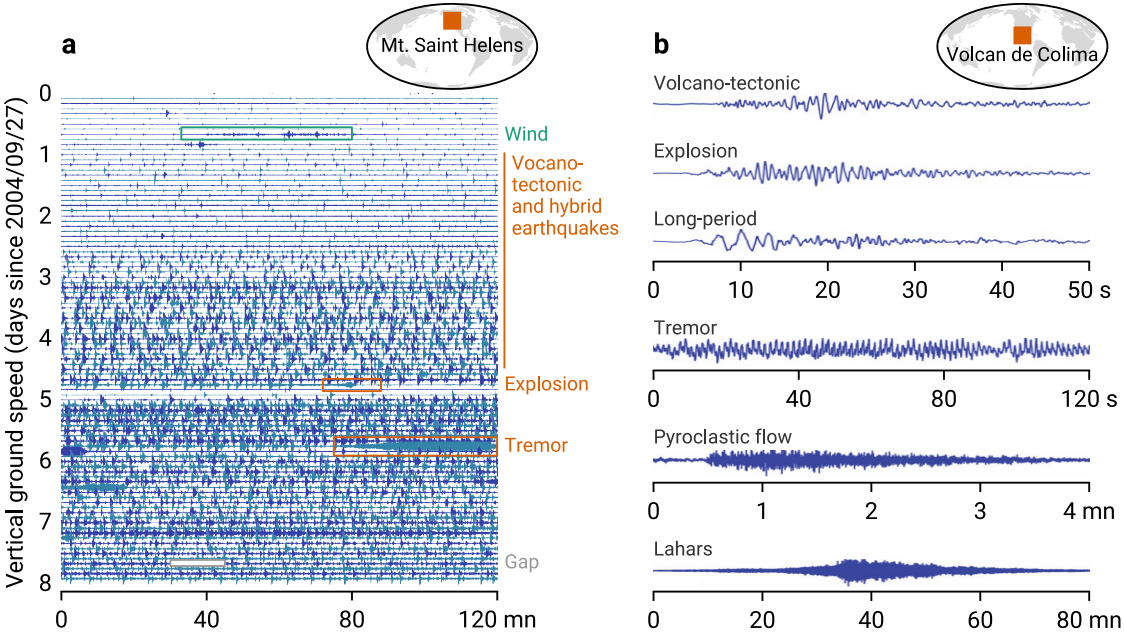 a
Mt. Saint Helens
Vertical ground speed (days since 2004/09/27)
0
1
2
3
4
5
6
7
8
0
40
80
120 mn
Wind
Vocano-
tectonic
and hybrid
earthquakes
Explosion
Tremor
Gap
b
Volcan de Colima
Volcano-tectonic
Explosion
Long-period
0
10
20
30
40
50 s
Tremor
0
40
80
120 s
Pyroclastic flow
0
1
2
3
4 mn
Lahars
0
20
40
60
80 mn